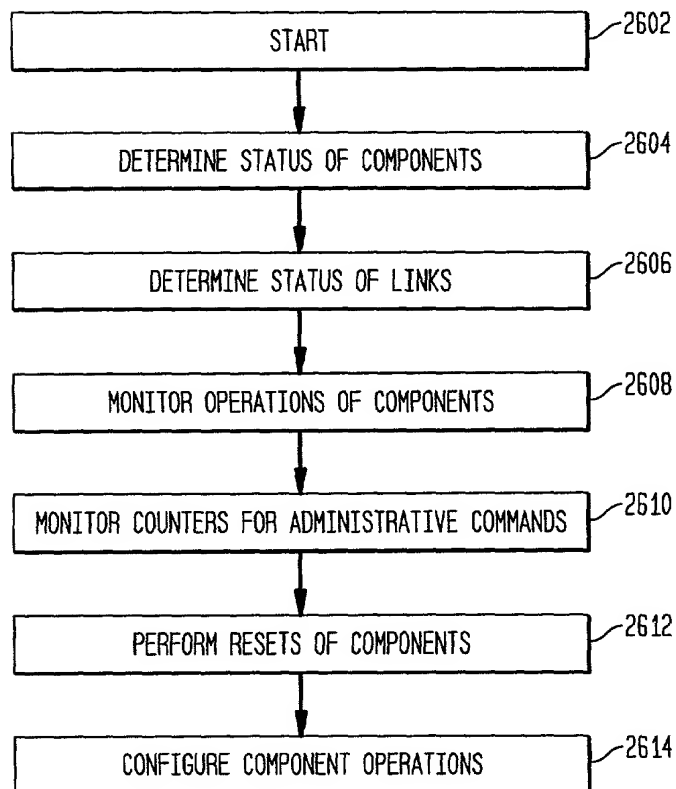 START 2602
DETERMINE STATUS OF COMPONENTS 2604
DETERMINE STATUS OF LINKS 2606
MONITOR OPERATIONS OF COMPONENTS 2608
MONITOR COUNTERS FOR ADMINISTRATIVE COMMANDS 2610
PERFORM RESETS OF COMPONENTS 2612
CONFIGURE COMPONENT OPERATIONS 2614